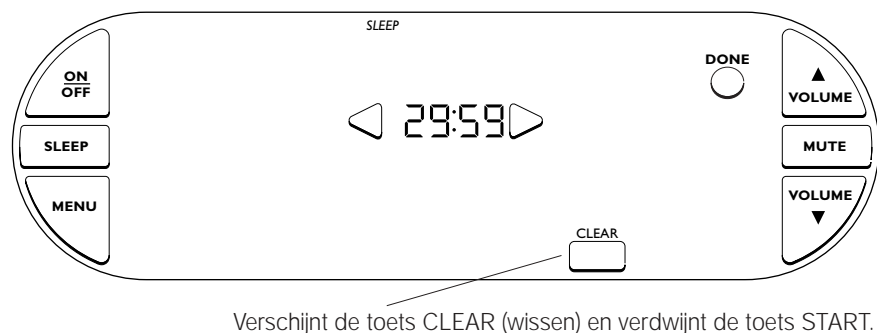 SLEEP
ON
OFF
SLEEP
MENU
29:59
DONE
▲
VOLUME
MUTE
VOLUME
▼
CLEAR
Verschijnt de toets CLEAR (wissen) en verdwijnt de toets START.